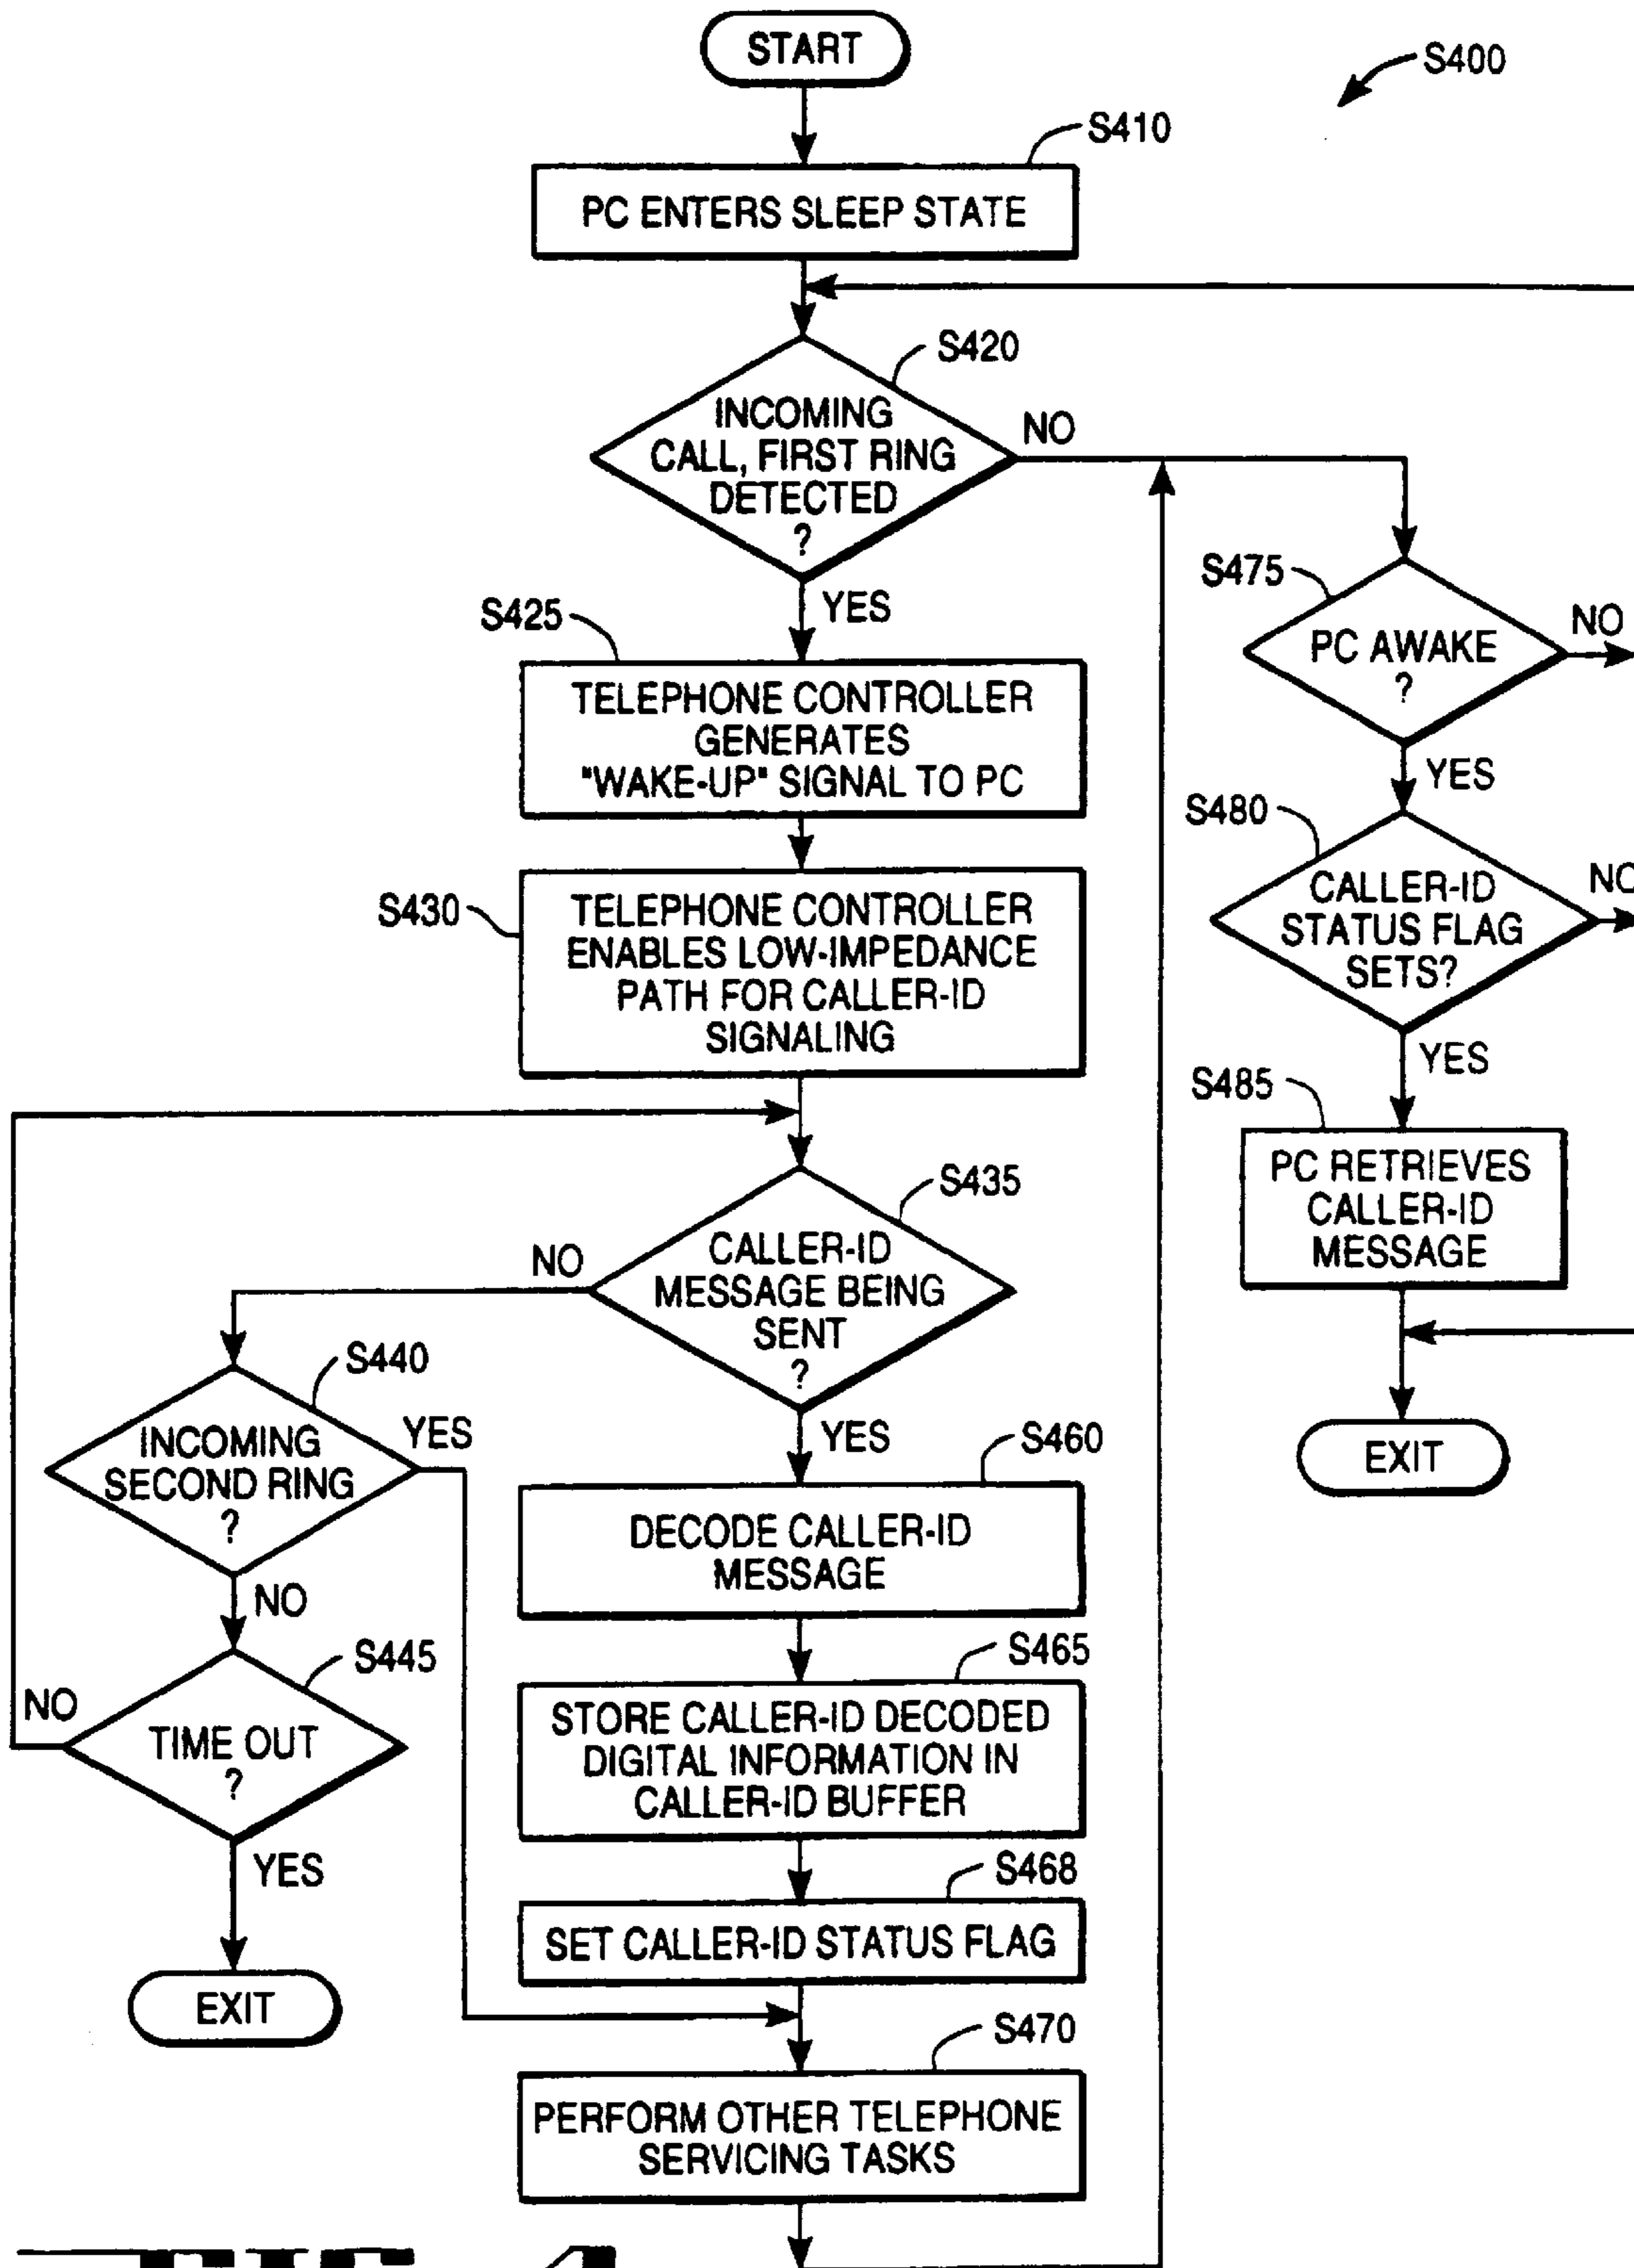 START
S400
S410
PC ENTERS SLEEP STATE
S420
INCOMING
CALL, FIRST RING
DETECTED
?
NO
YES
S425
TELEPHONE CONTROLLER
GENERATES
"WAKE-UP" SIGNAL TO PC
S430
TELEPHONE CONTROLLER
ENABLES LOW-IMPEDANCE
PATH FOR CALLER-ID
SIGNALING
S435
CALLER-ID
MESSAGE BEING
SENT
?
NO
YES
S440
INCOMING
SECOND RING
?
YES
NO
S445
TIME OUT
?
NO
YES
EXIT
S460
DECODE CALLER-ID
MESSAGE
S465
STORE CALLER-ID DECODED
DIGITAL INFORMATION IN
CALLER-ID BUFFER
S468
SET CALLER-ID STATUS FLAG
S470
PERFORM OTHER TELEPHONE
SERVICING TASKS
S475
PC AWAKE
?
NO
YES
S480
CALLER-ID
STATUS FLAG
SETS?
NO
YES
S485
PC RETRIEVES
CALLER-ID
MESSAGE
EXIT